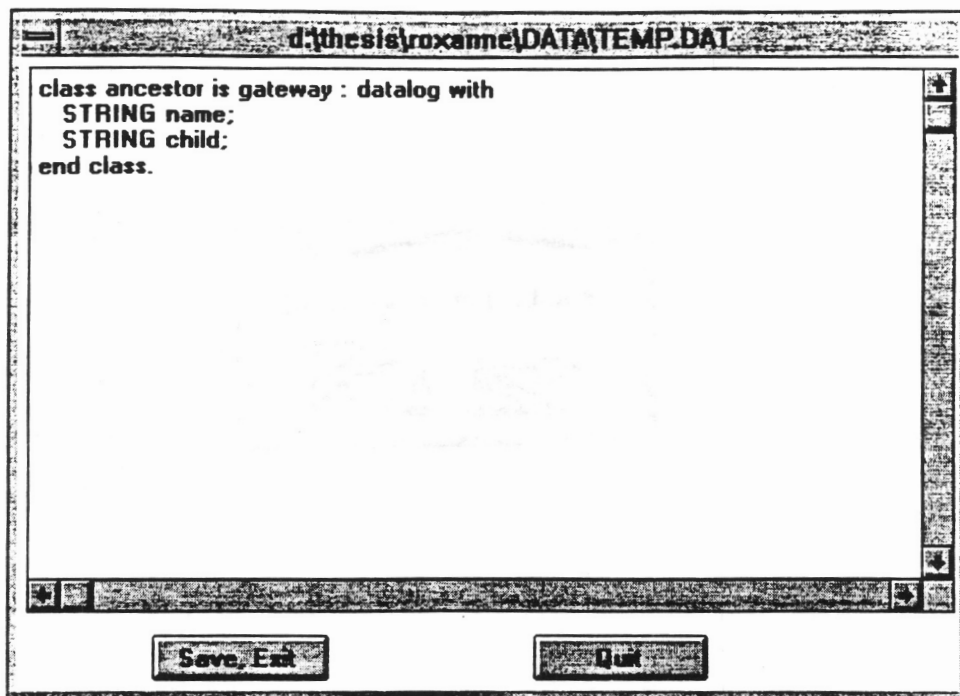 d:\thesis\roxanne\DATA\TEMP.DAT
class ancestor is gateway : datalog with
STRING name;
STRING child;
end class.
Save, Exit
Quit